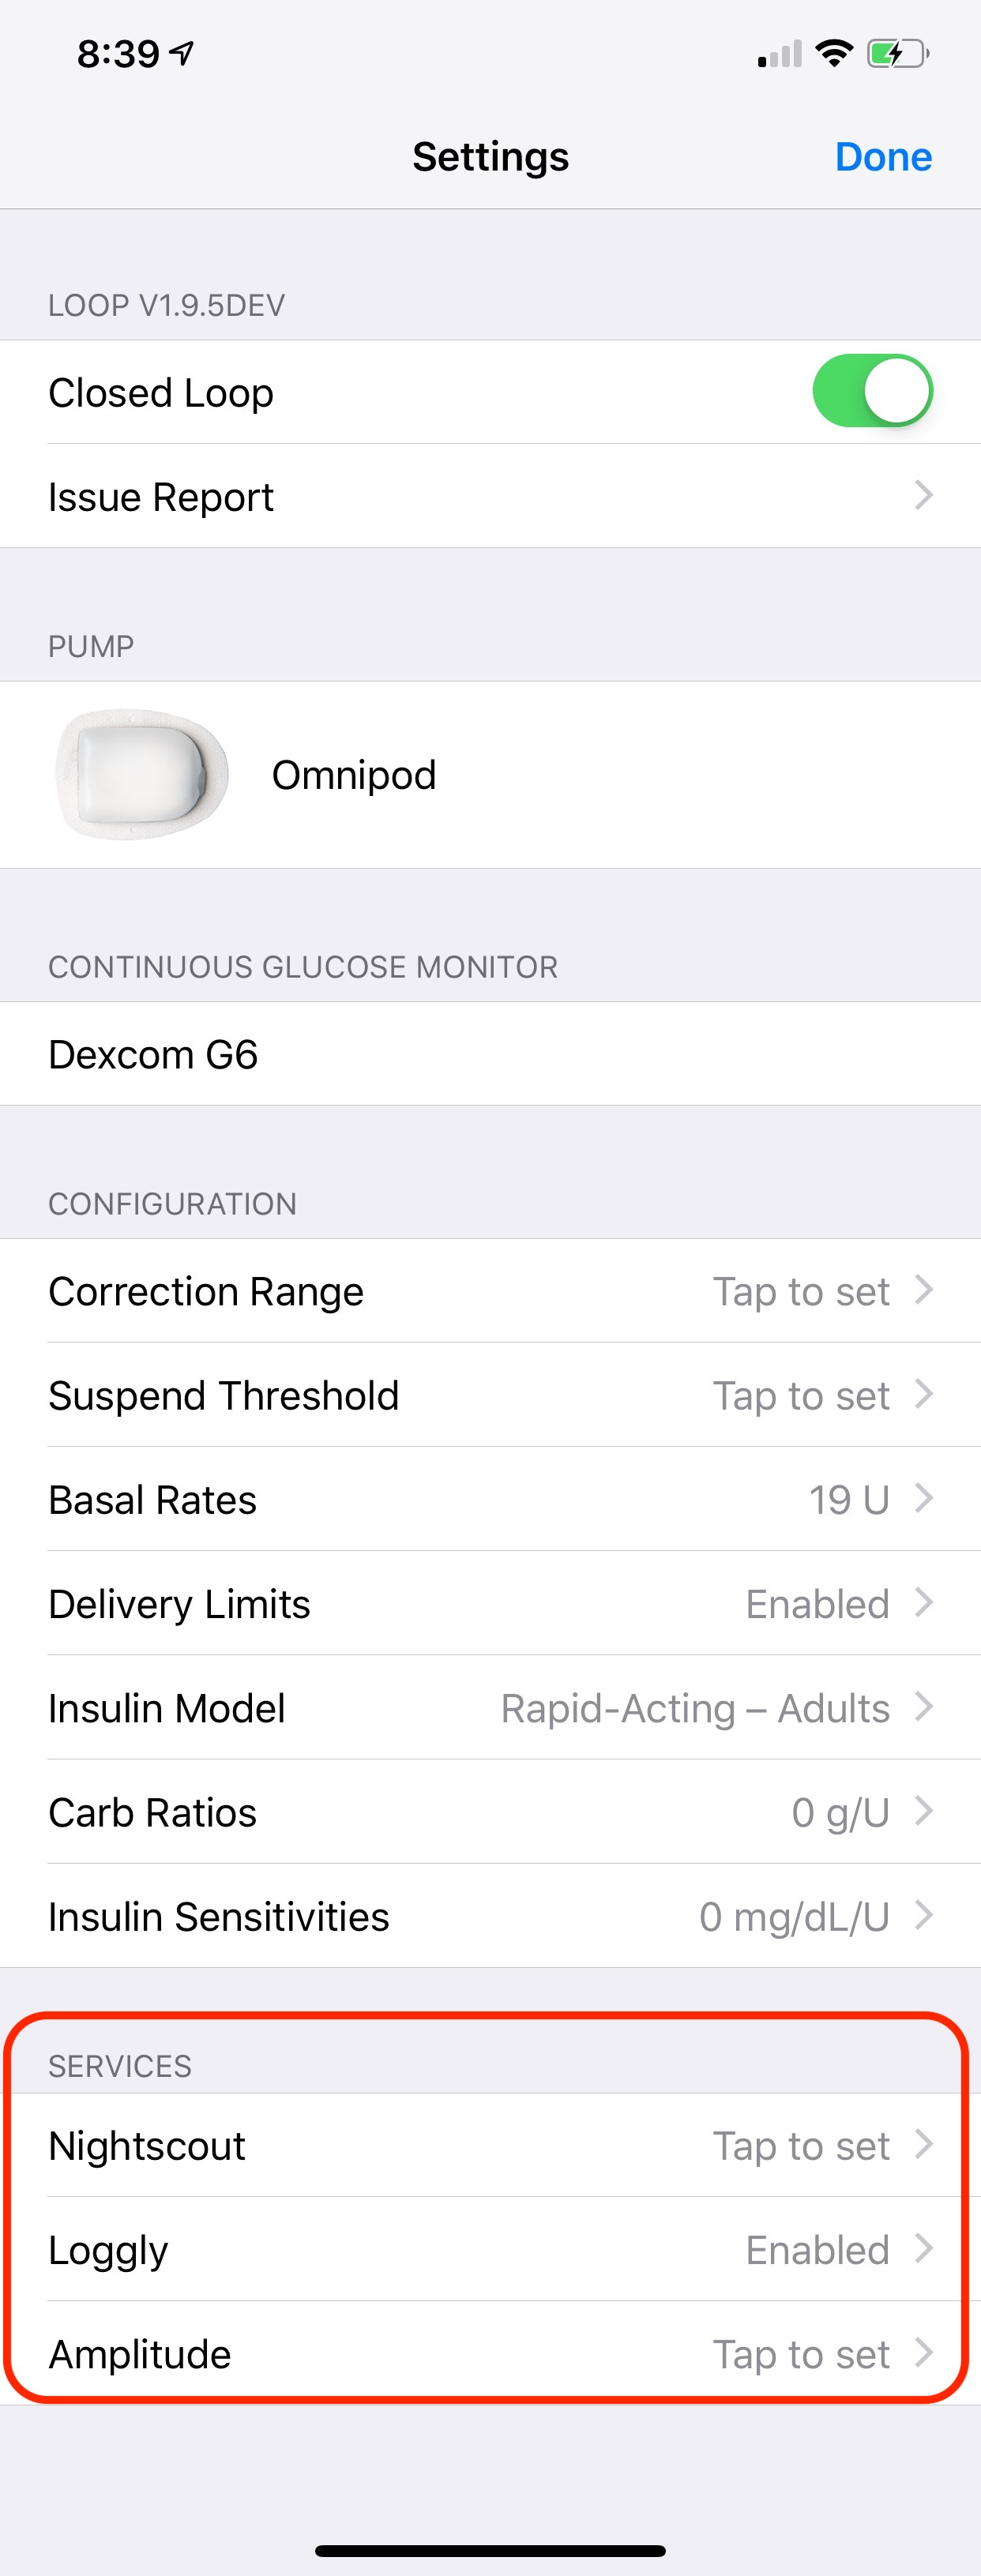 8:39
Settings
Done
LOOP V1.9.5DEV
Closed Loop
Issue Report
PUMP
Omnipod
CONTINUOUS GLUCOSE MONITOR
Dexcom G6
CONFIGURATION
Correction Range Tap to set
Suspend Threshold Tap to set
Basal Rates 19 U
Delivery Limits Enabled
Insulin Model Rapid-Acting – Adults
Carb Ratios 0 g/U
Insulin Sensitivities 0 mg/dL/U
SERVICES
Nightscout Tap to set
Loggly Enabled
Amplitude Tap to set